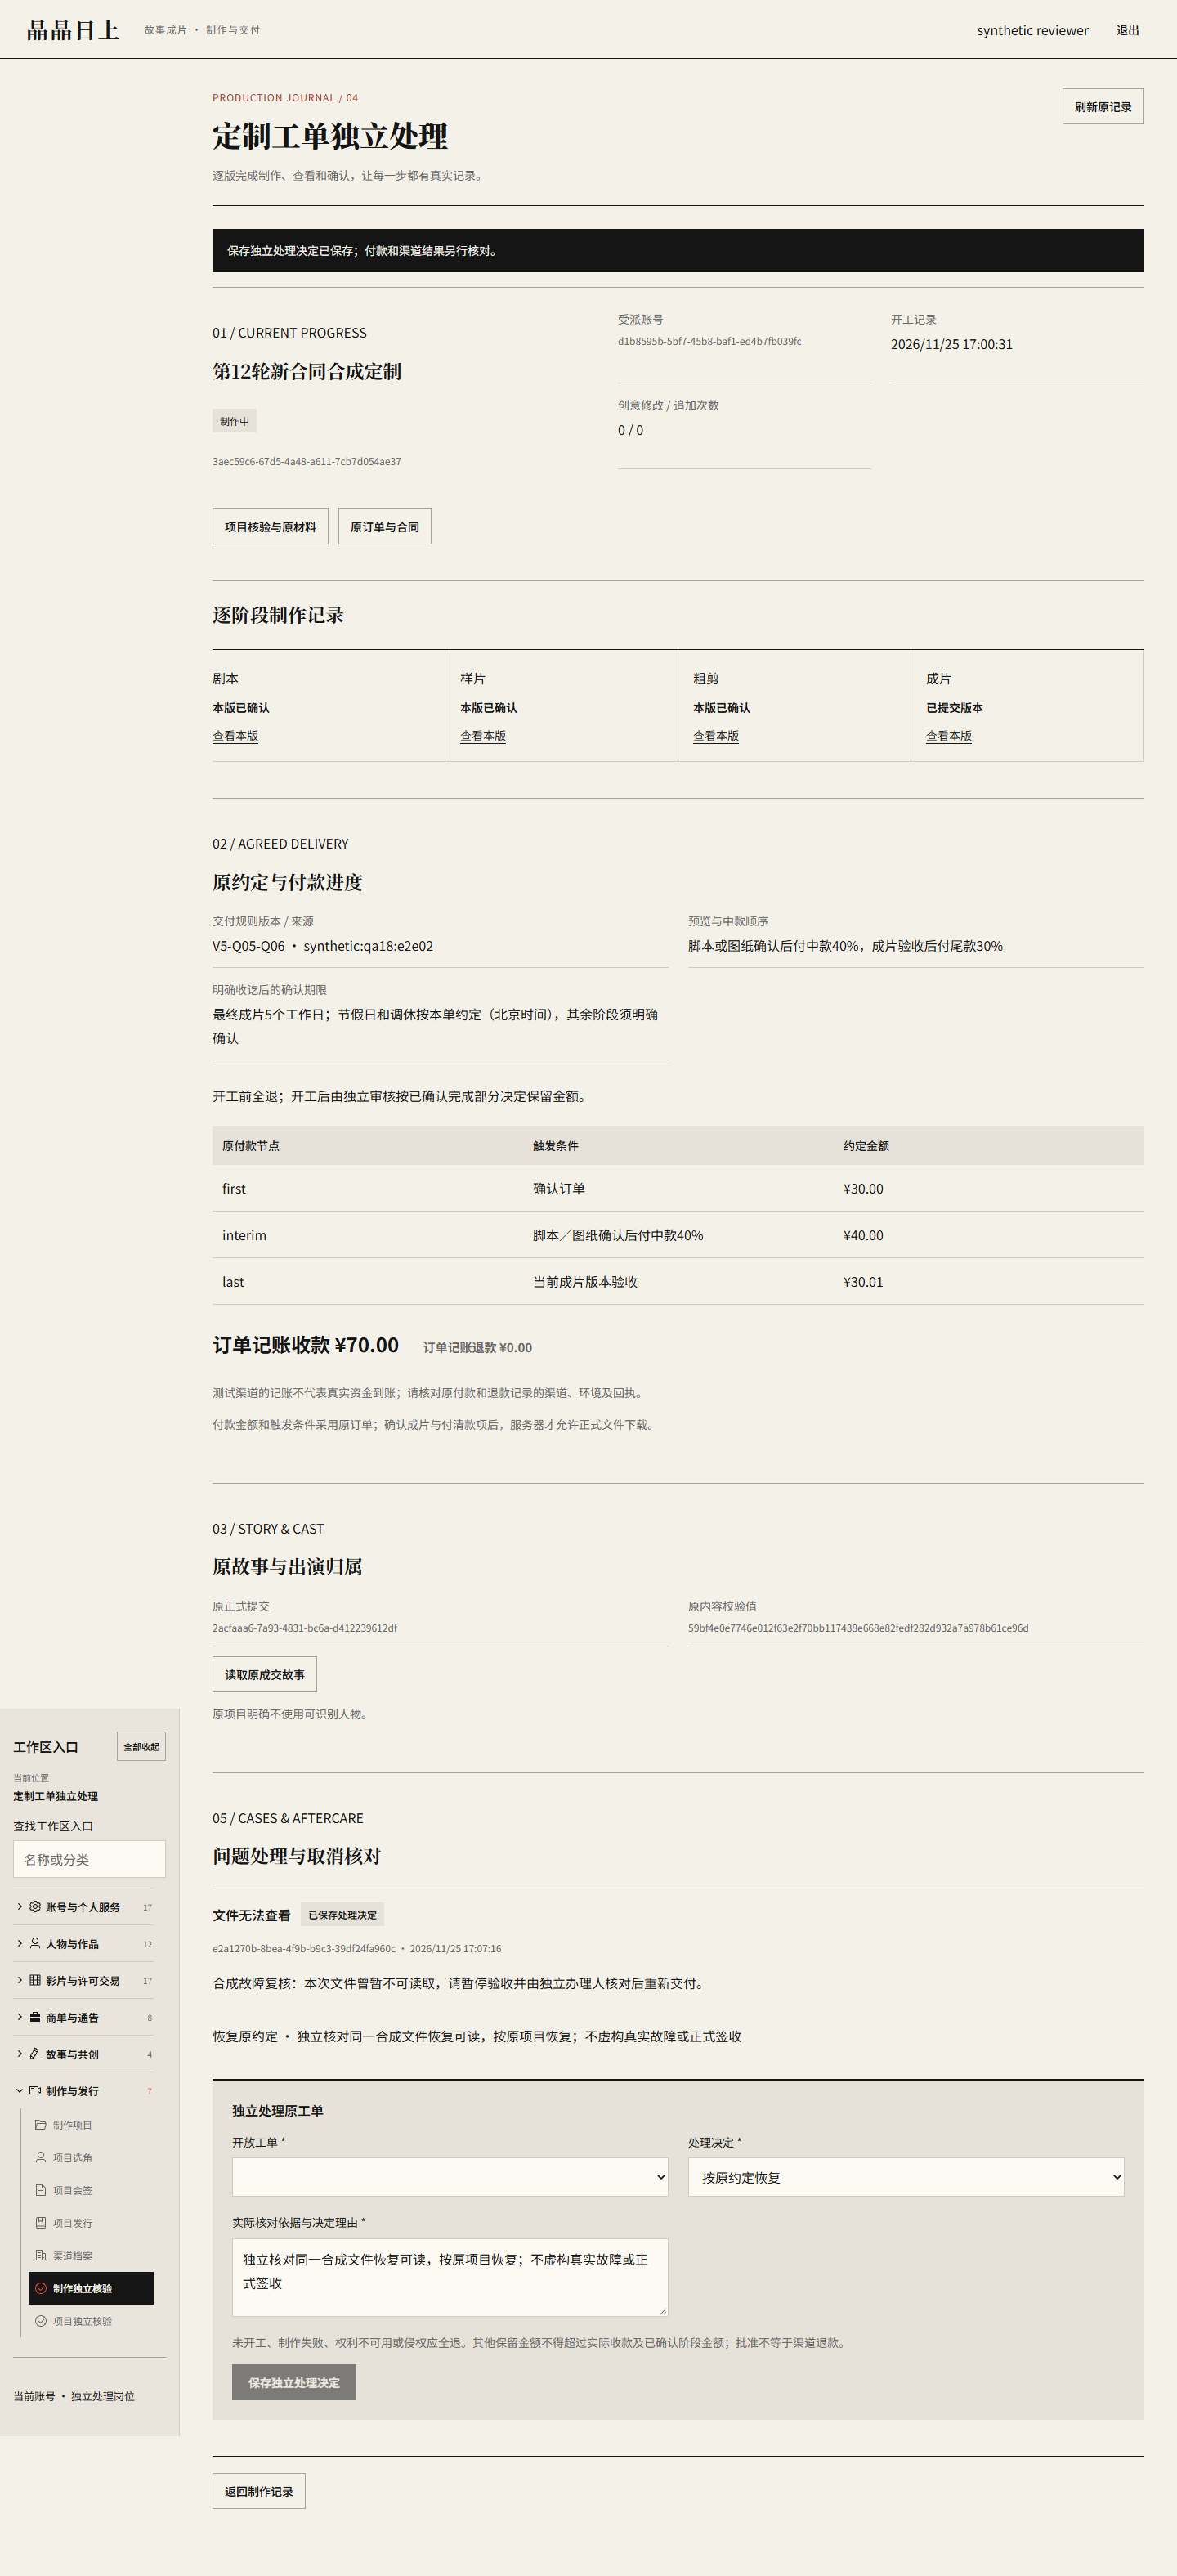 晶晶日上
故事成片 · 制作与交付
synthetic reviewer
退出
PRODUCTION JOURNAL / 04
定制工单独立处理
刷新原记录
逐版完成制作、查看和确认，让每一步都有真实记录。
保存独立处理决定已保存；付款和渠道结果另行核对。
01 / CURRENT PROGRESS
第12轮新合同合成定制
制作中
3aec59c6-67d5-4a48-a611-7cb7d054ae37
受派账号
d1b8595b-5bf7-45b8-baf1-ed4b7fb039fc
开工记录
2026/11/25 17:00:31
创意修改 / 追加次数
0 / 0
项目核验与原材料
原订单与合同
逐阶段制作记录
剧本
本版已确认
查看本版
样片
本版已确认
查看本版
粗剪
本版已确认
查看本版
成片
已提交版本
查看本版
02 / AGREED DELIVERY
原约定与付款进度
交付规则版本 / 来源
V5-Q05-Q06 · synthetic:qa18:e2e02
预览与中款顺序
脚本或图纸确认后付中款40%，成片验收后付尾款30%
明确收讫后的确认期限
最终成片5个工作日；节假日和调休按本单约定（北京时间），其余阶段须明确
确认
开工前全退；开工后由独立审核按已确认完成部分决定保留金额。
原付款节点 触发条件 约定金额
first 确认订单 ¥30.00
interim 脚本／图纸确认后付中款40% ¥40.00
last 当前成片版本验收 ¥30.01
订单记账收款 ¥70.00 订单记账退款 ¥0.00
测试渠道的记账不代表真实资金到账；请核对原付款和退款记录的渠道、环境及回执。
付款金额和触发条件采用原订单；确认成片与付清款项后，服务器才允许正式文件下载。
03 / STORY & CAST
原故事与出演归属
原正式提交
2acfaaa6-7a93-4831-bc6a-d412239612df
原内容校验值
59bf4e0e7746e012f63e2f70bb117438e668e82fedf282d932a7a978b61ce96d
读取原成交故事
原项目明确不使用可识别人物。
05 / CASES & AFTERCARE
问题处理与取消核对
文件无法查看 已保存处理决定
e2a1270b-8bea-4f9b-b9c3-39df24fa960c · 2026/11/25 17:07:16
合成故障复核：本次文件曾暂不可读取，请暂停验收并由独立办理人核对后重新交付。
恢复原约定 · 独立核对同一合成文件恢复可读，按原项目恢复；不虚构真实故障或正式签收
独立处理原工单
开放工单 *
处理决定 *
按原约定恢复
实际核对依据与决定理由 *
独立核对同一合成文件恢复可读，按原项目恢复；不虚构真实故障或正
式签收
未开工、制作失败、权利不可用或侵权应全退。其他保留金额不得超过实际收款及已确认阶段金额；批准不等于渠道退款。
保存独立处理决定
返回制作记录
工作区入口
全部收起
当前位置
定制工单独立处理
查找工作区入口
名称或分类
账号与个人服务 17
人物与作品 12
影片与许可交易 17
商单与通告 8
故事与共创 4
制作与发行 7
制作项目
项目选角
项目会签
项目发行
渠道档案
制作独立核验
项目独立核验
当前账号 · 独立处理岗位